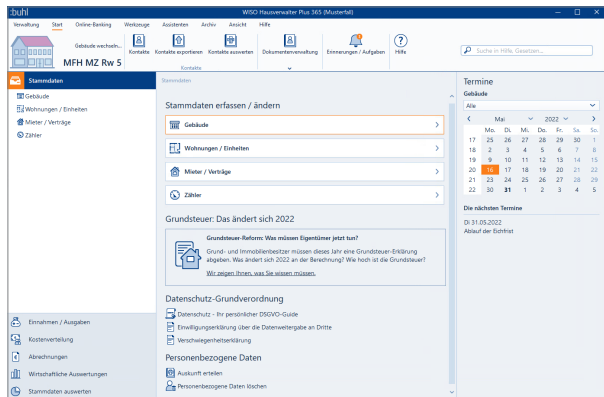 :buhl WISO Hausverwalter Plus 365 (Musterfall)
Verwaltung Start Online-Banking Werkzeuge Assistenten Archiv Ansicht Hilfe
Gebäude wechseln...
MFH MZ Rw 5
Kontakte Kontakte exportieren Kontakte auswerten Dokumentenverwaltung Erinnerungen / Aufgaben Hilfe
Kontakte
Suche in Hilfe, Gesetzen...
Stammdaten
Gebäude
Wohnungen / Einheiten
Mieter / Verträge
Zähler
Einnahmen / Ausgaben
Kostenverteilung
Abrechnungen
Wirtschaftliche Auswertungen
Stammdaten auswerten
Stammdaten
Stammdaten erfassen / ändern
Gebäude
Wohnungen / Einheiten
Mieter / Verträge
Zähler
Grundsteuer: Das ändert sich 2022
Grundsteuer-Reform: Was müssen Eigentümer jetzt tun?
Grund- und Immobilienbesitzer müssen dieses Jahr eine Grundsteuer-Erklärung
abgeben. Was ändert sich 2022 an der Berechnung? Wie hoch ist die Grundsteuer?
Wir zeigen Ihnen, was Sie wissen müssen.
Datenschutz-Grundverordnung
Datenschutz - Ihr persönlicher DSGVO-Guide
Einwilligungserklärung über die Datenweitergabe an Dritte
Verschwiegenheitserklärung
Personenbezogene Daten
Auskunft erteilen
Personenbezogene Daten löschen
Termine
Gebäude
Alle
Mai 2022
Mo. Di. Mi. Do. Fr. Sa. So.
17 25 26 27 28 29 30 1
18 2 3 4 5 6 7 8
19 9 10 11 12 13 14 15
20 16 17 18 19 20 21 22
21 23 24 25 26 27 28 29
22 30 31 1 2 3 4 5
Die nächsten Termine
Di 31.05.2022
Ablauf der Eichfrist